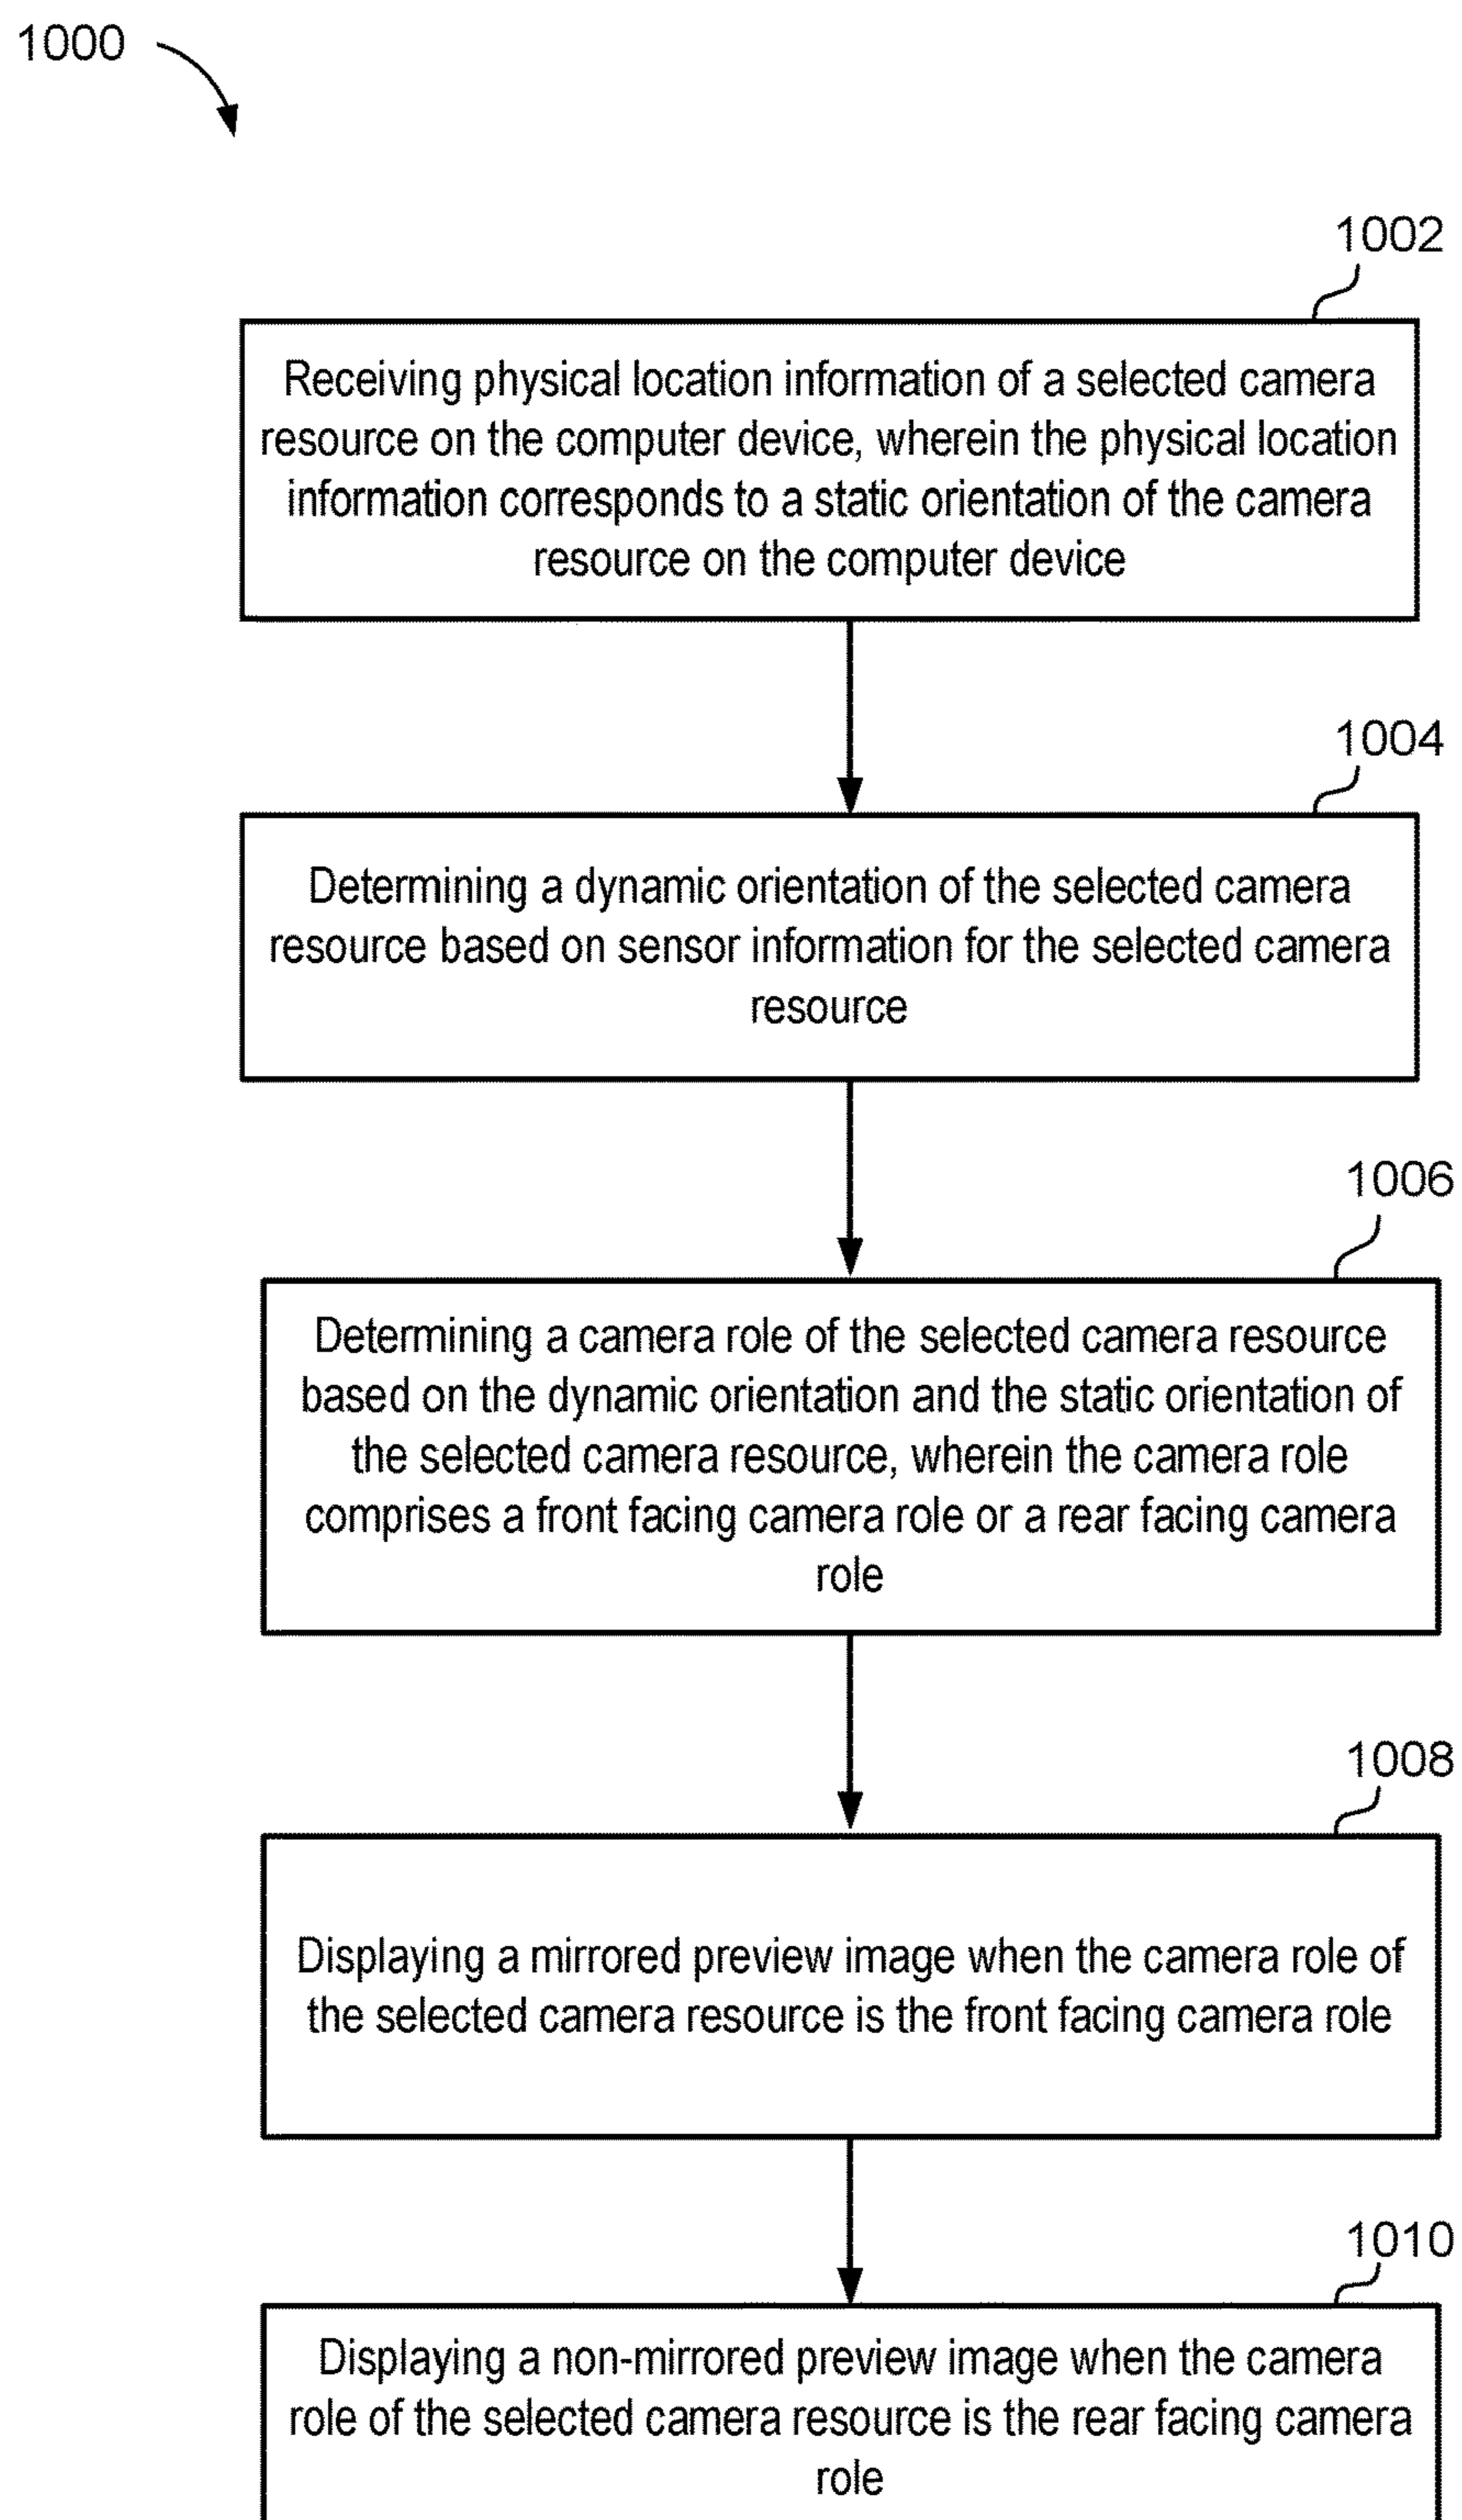 1000
1002
Receiving physical location information of a selected camera
resource on the computer device, wherein the physical location
information corresponds to a static orientation of the camera
resource on the computer device
1004
Determining a dynamic orientation of the selected camera
resource based on sensor information for the selected camera
resource
1006
Determining a camera role of the selected camera resource
based on the dynamic orientation and the static orientation of
the selected camera resource, wherein the camera role
comprises a front facing camera role or a rear facing camera
role
1008
Displaying a mirrored preview image when the camera role of
the selected camera resource is the front facing camera role
1010
Displaying a non-mirrored preview image when the camera
role of the selected camera resource is the rear facing camera
role